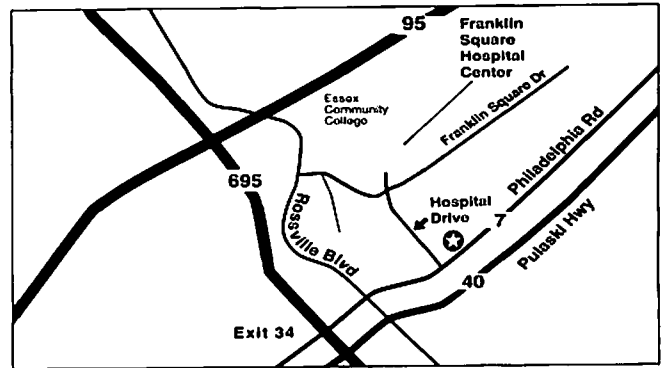 95
Franklin
Square
Hospital
Center
Essex
Community
College
Franklin Square Dr
Philadelphia Rd
695
Rossville Blvd
Hospital
Drive
7
Pulaski Hwy
40
Exit 34